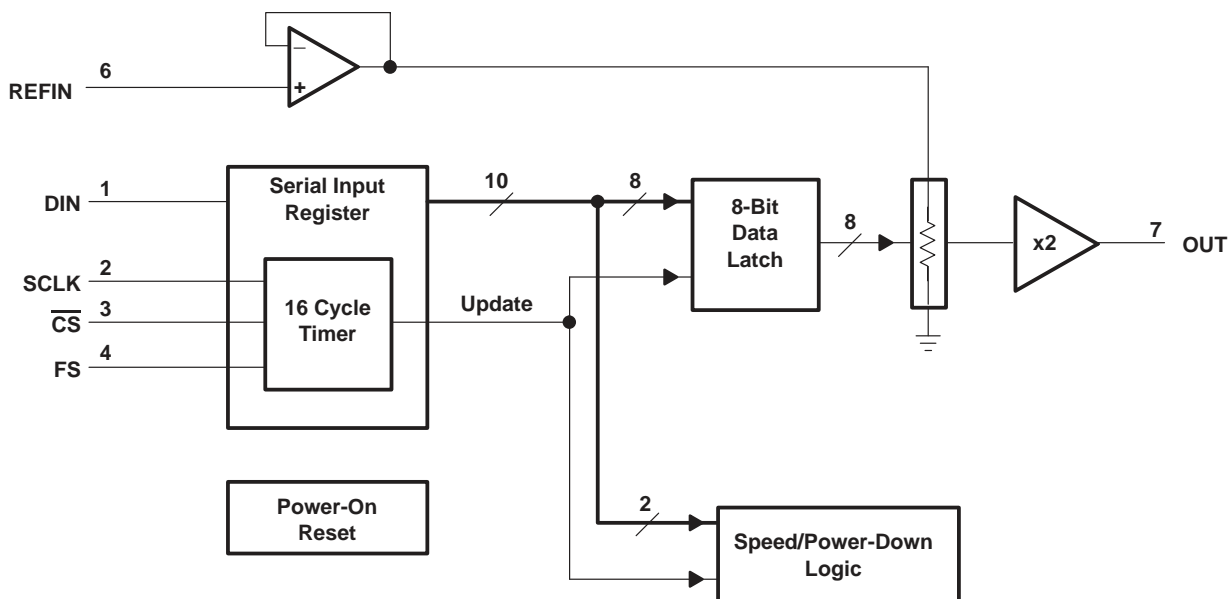 6
REFIN
_
+
DIN
1
Serial Input
Register
10
8
8-Bit
Data
Latch
8
x2
7
OUT
SCLK
2
CS
3
FS
4
16 Cycle
Timer
Update
Power-On
Reset
2
Speed/Power-Down
Logic